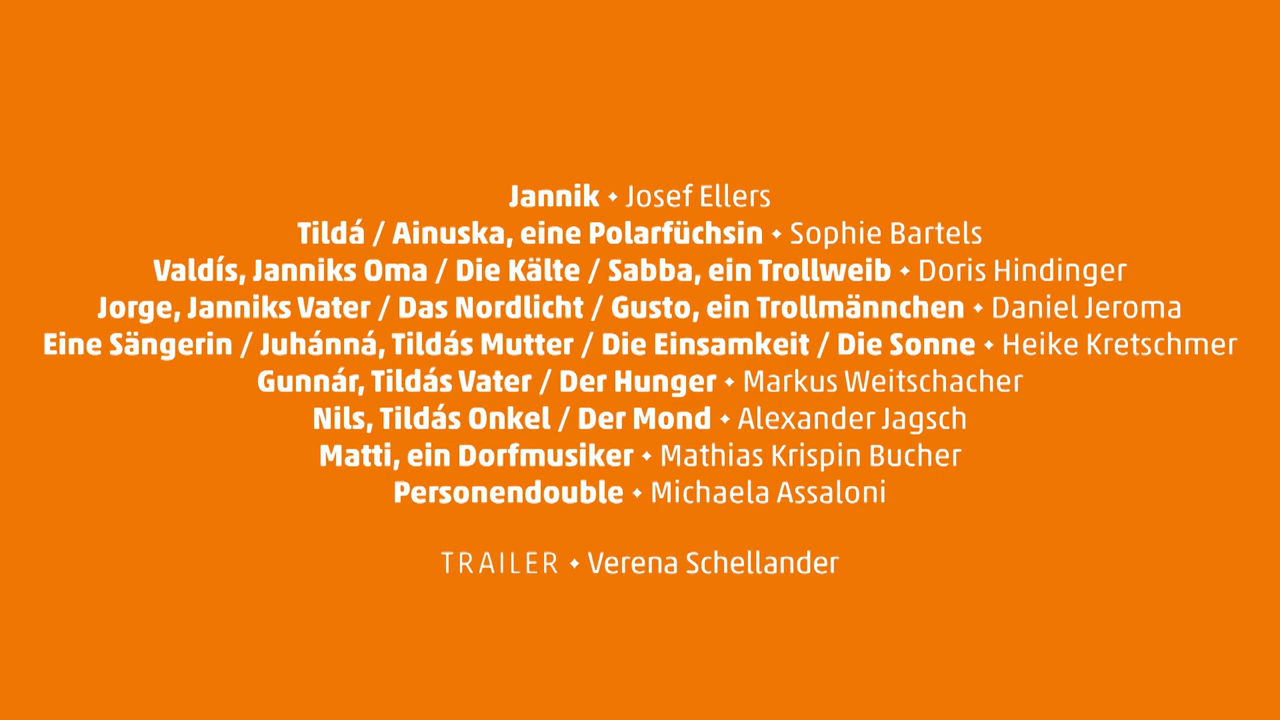 Jannik ⬩ Josef Ellers
Tildá / Ainuska, eine Polarfüchsin ⬩ Sophie Bartels
Valdís, Janniks Oma / Die Kälte / Sabba, ein Trollweib ⬩ Doris Hindinger
Jorge, Janniks Vater / Das Nordlicht / Gusto, ein Trollmännchen ⬩ Daniel Jeroma
Eine Sängerin / Juhánná, Tildás Mutter / Die Einsamkeit / Die Sonne ⬩ Heike Kretschmer
Gunnár, Tildás Vater / Der Hunger ⬩ Markus Weitschacher
Nils, Tildás Onkel / Der Mond ⬩ Alexander Jagsch
Matti, ein Dorfmusiker ⬩ Mathias Krispin Bucher
Personendouble ⬩ Michaela Assaloni
TRAILER ⬩ Verena Schellander